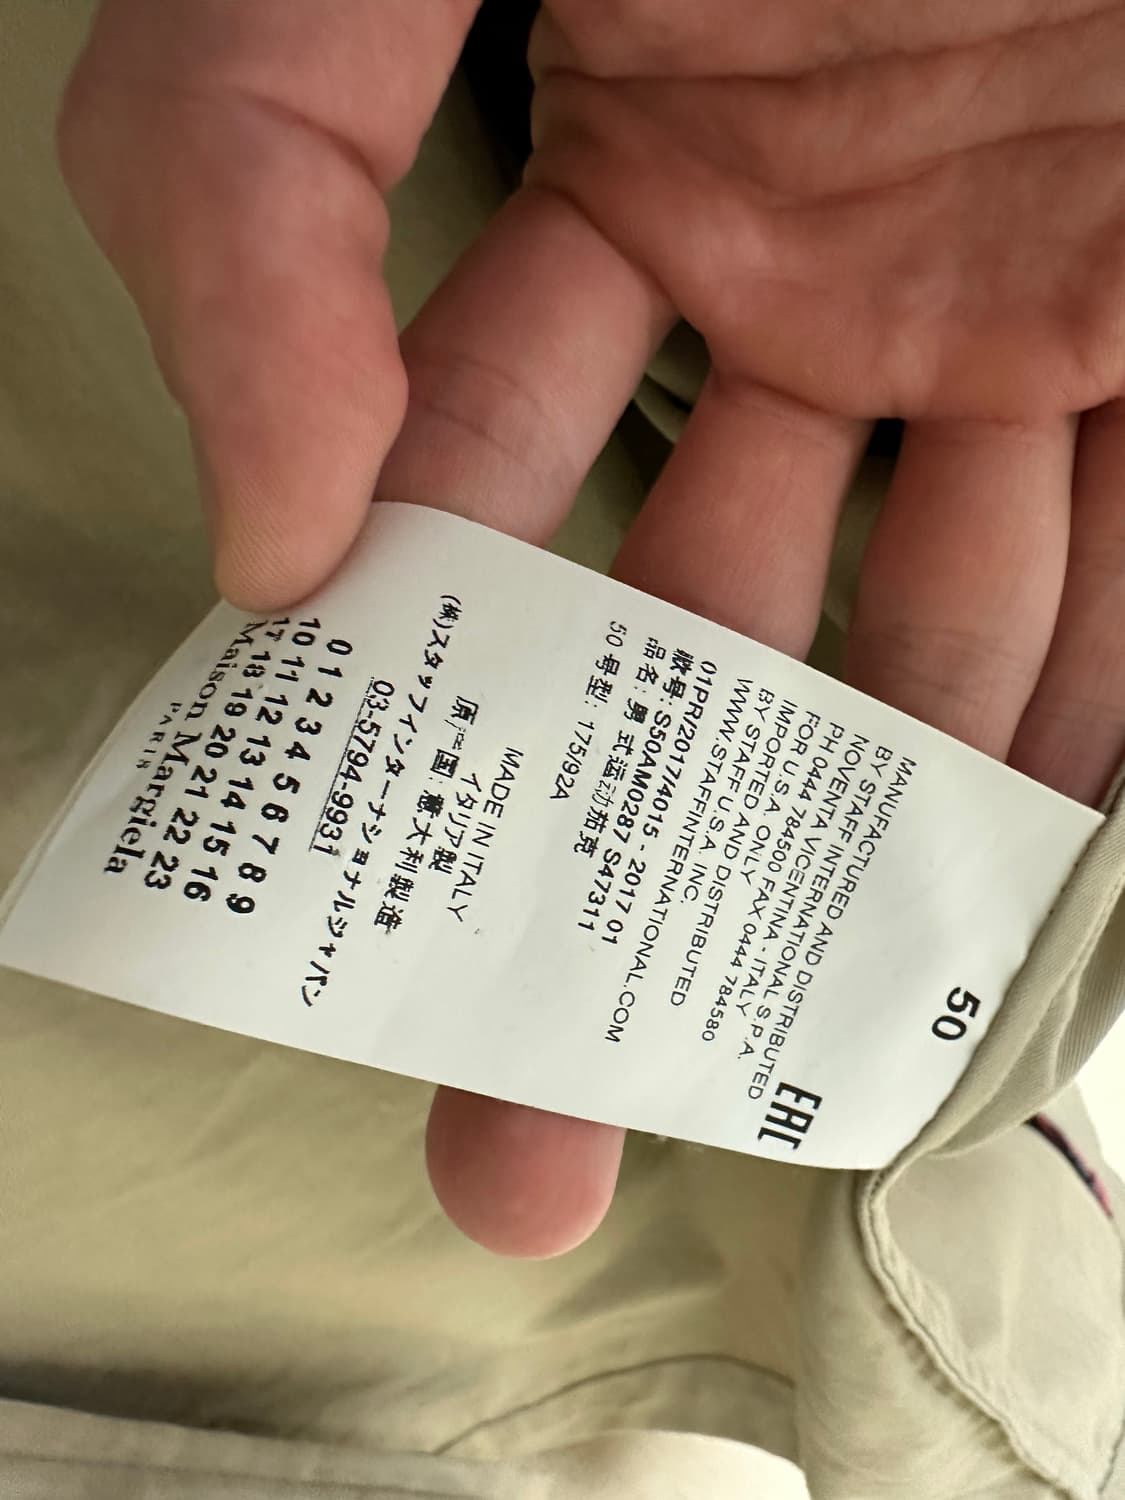 50
EAC
MANUFACTURED AND DISTRIBUTED
BY STAFF INTERNATIONAL S.P.A.
NOVENTA VICENTINA - ITALY
PH 0444 784500 FAX 0444 784580
FOR U.S.A. ONLY
IMPORTED AND DISTRIBUTED
BY STAFF U.S.A. INC.
WWW.STAFFINTERNATIONAL.COM
01PR/2017/4015 - 2017 01
款号: S50AM0287 S47311
品名: 男式运动茄克
50 号型: 175/92A
MADE IN ITALY
イタリア製
原产国: 意大利製造
(株)スタッフインターナショナルジャパン
03-5794-9931
0 1 2 3 4 5 6 7 8 9
10 11 12 13 14 15 16
17 18 19 20 21 22 23
Maison Margiela
PARIS